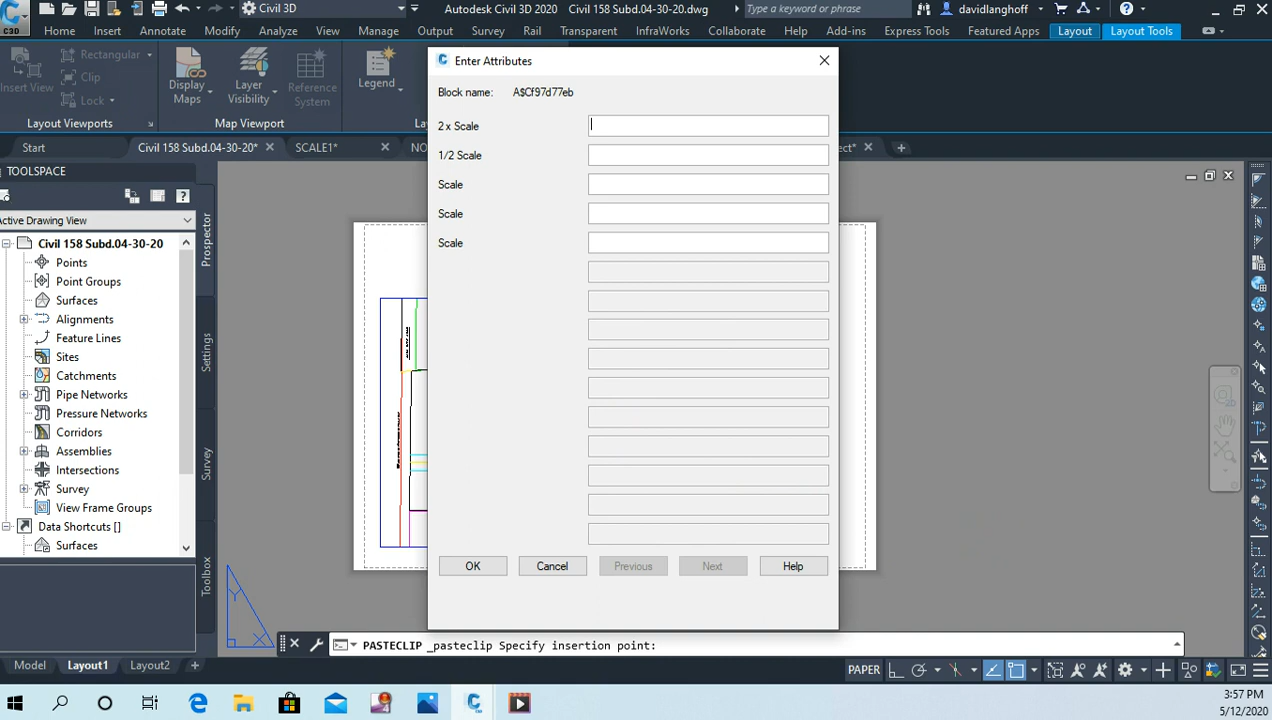 Civil 3D
Autodesk Civil 3D 2020 Civil 158 Subd.04-30-20.dwg
Type a keyword or phrase
davidlanghoff
C3D
Home Insert Annotate Modify Analyze View Manage Output Survey Rail Transparent InfraWorks Collaborate Help Add-ins Express Tools Featured Apps Layout Layout Tools
Insert View
Rectangular
Clip
Lock
Display Maps
Layer Visibility
Reference System
Legend
Layout Viewports
Map Viewport
Start
Civil 158 Subd.04-30-20*
SCALE1*
TOOLSPACE
Active Drawing View
Civil 158 Subd.04-30-20
Points
Point Groups
Surfaces
Alignments
Feature Lines
Sites
Catchments
Pipe Networks
Pressure Networks
Corridors
Assemblies
Intersections
Survey
View Frame Groups
Data Shortcuts []
Surfaces
Prospector
Settings
Survey
Toolbox
Enter Attributes
Block name: A$Cf97d77eb
2x Scale
1/2 Scale
Scale
Scale
Scale
OK Cancel Previous Next Help
Y
X
PASTECLIP _pasteclip Specify insertion point:
Model Layout1 Layout2 +
PAPER
3:57 PM
5/12/2020